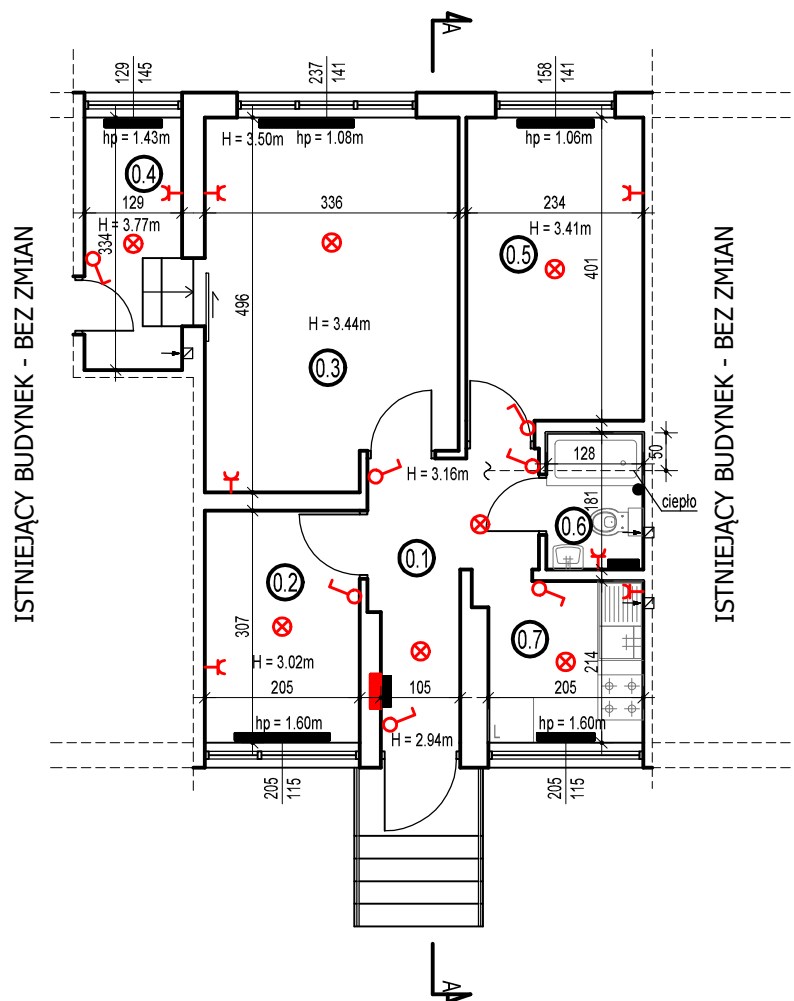 A
129
145
237
141
158
141
hp = 1.43m
H = 3.50m
hp = 1.08m
hp = 1.06m
0.4
129
336
234
H = 3.77m
334
H = 3.41m
0.5
401
496
H = 3.44m
0.3
ISTNIEJĄCY BUDYNEK - BEZ ZMIAN
ISTNIEJĄCY BUDYNEK - BEZ ZMIAN
H = 3.16m
128
50
181
ciepło
0.6
0.1
0.2
307
H = 3.02m
0.7
214
205
105
205
hp = 1.60m
H = 2.94m
L
hp = 1.60m
205
115
205
115
A